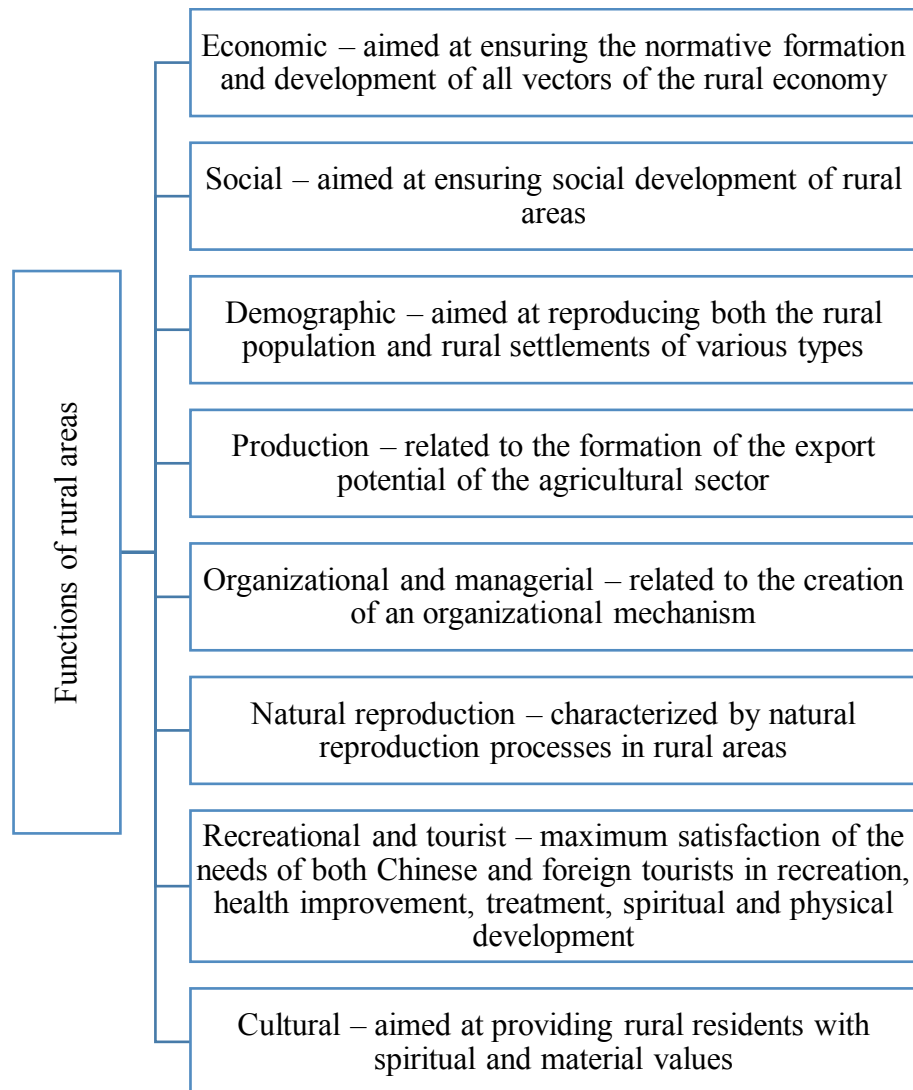 Functions of rural areas
Economic – aimed at ensuring the normative formation
and development of all vectors of the rural economy
Social – aimed at ensuring social development of rural
areas
Demographic – aimed at reproducing both the rural
population and rural settlements of various types
Production – related to the formation of the export
potential of the agricultural sector
Organizational and managerial – related to the creation
of an organizational mechanism
Natural reproduction – characterized by natural
reproduction processes in rural areas
Recreational and tourist – maximum satisfaction of the
needs of both Chinese and foreign tourists in recreation,
health improvement, treatment, spiritual and physical
development
Cultural – aimed at providing rural residents with
spiritual and material values